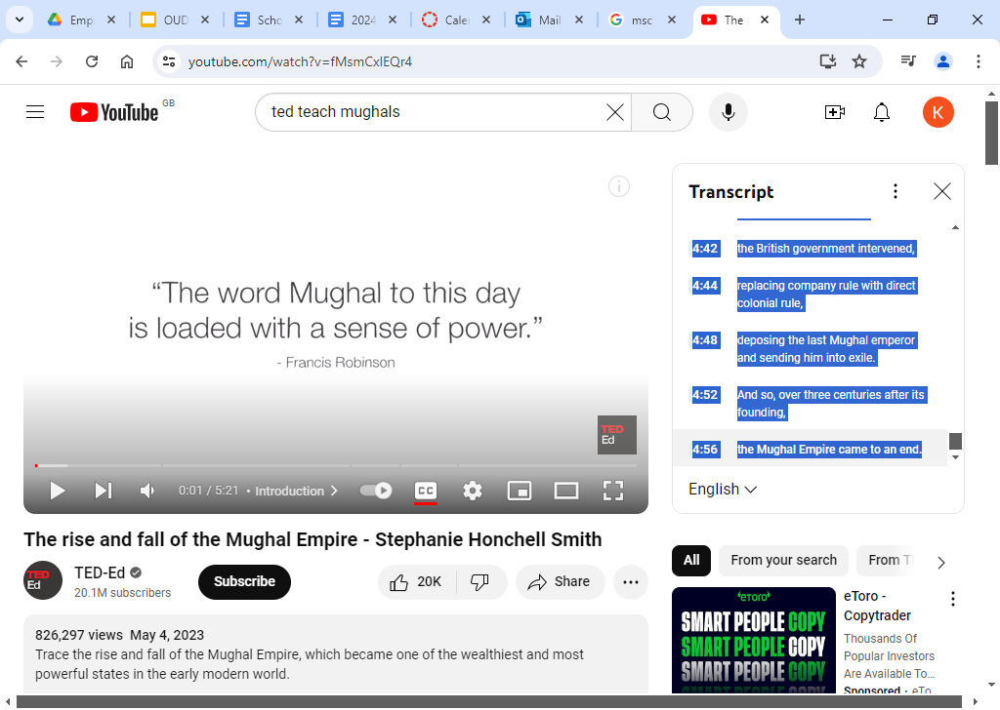 Emp
OUD
Scho
2024
Cale
Mail
msc
The
youtube.com/watch?v=fMsmCxlEQr4
YouTube GB
ted teach mughals
K
“The word Mughal to this day
is loaded with a sense of power.”
- Francis Robinson
TED
Ed
0:01 / 5:21 • Introduction
CC
Transcript
4:42 the British government intervened,
4:44 replacing company rule with direct
colonial rule,
4:48 deposing the last Mughal emperor
and sending him into exile.
4:52 And so, over three centuries after its
founding,
4:56 the Mughal Empire came to an end.
English
The rise and fall of the Mughal Empire - Stephanie Honchell Smith
TED
Ed
TED-Ed
20.1M subscribers
Subscribe
20K
Share
826,297 views May 4, 2023
Trace the rise and fall of the Mughal Empire, which became one of the wealthiest and most
powerful states in the early modern world.
All
From your search
From T
eToro
SMART PEOPLE COPY
SMART PEOPLE COPY
SMART PEOPLE COPY
eToro -
Copytrader
Thousands Of
Popular Investors
Are Available To...
Sponsored · eTo